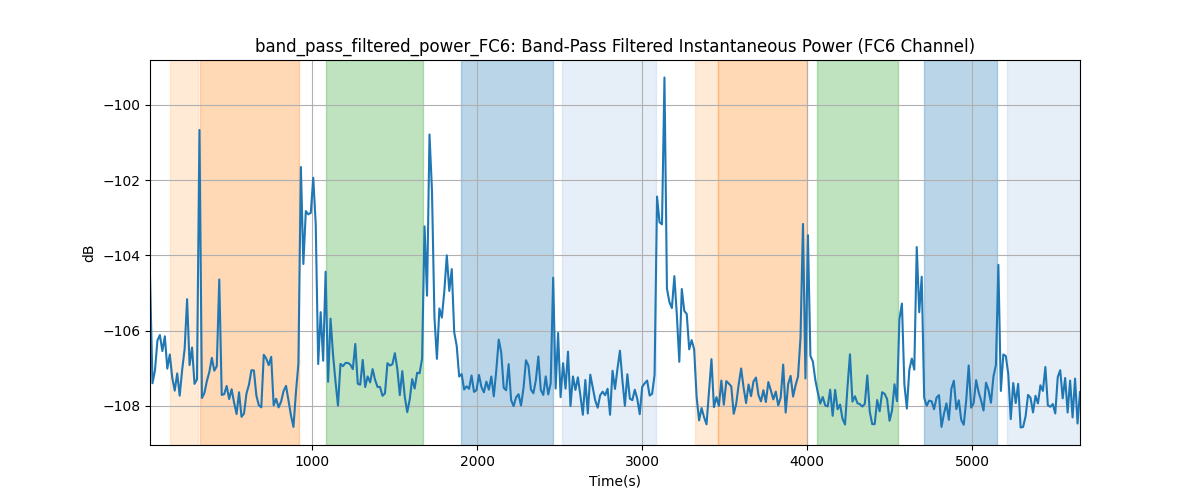 band_pass_filtered_power_FC6: Band-Pass Filtered Instantaneous Power (FC6 Channel)
−100
−102
−104
−106
−108
dB
1000 2000 3000 4000 5000
Time(s)